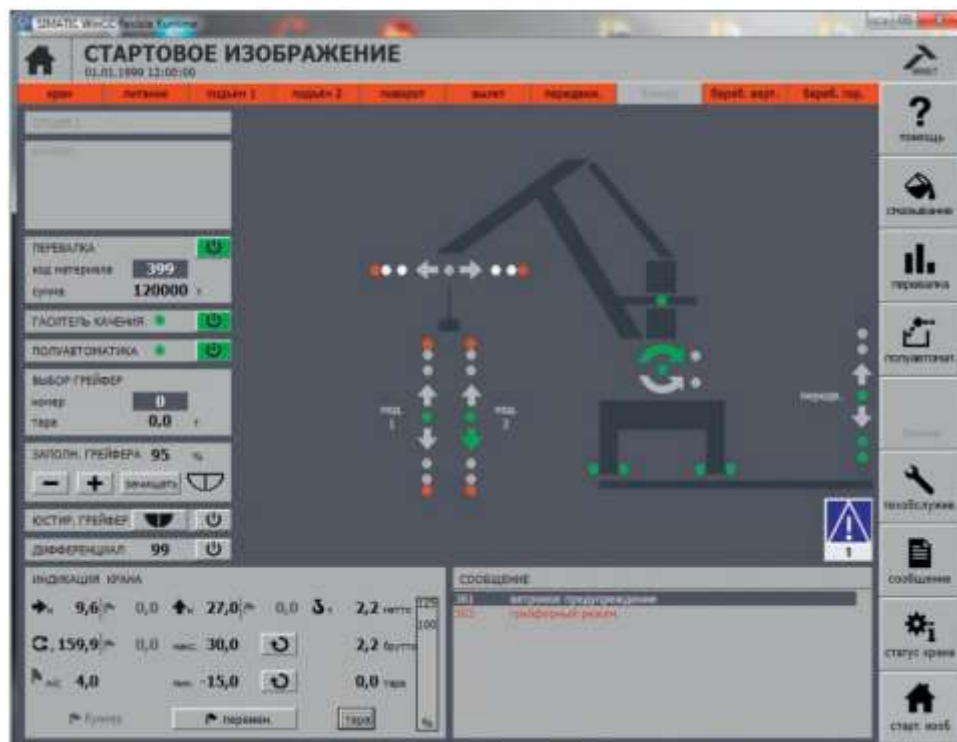 SIMATIC WinCC flexible Runtime
СТАРТОВОЕ ИЗОБРАЖЕНИЕ
01.01.1999 12:00:00
кран питание подъём 1 подъём 2 поворот вылет передвиж. бараб. верт. бараб. гор.
помощь
смазывание
ПЕРЕВАЛКА
код материала 399
сумма 120000 т
перевалка
ГАСИТЕЛЬ КАЧЕНИЯ
ПОЛУАВТОМАТИКА
полуавтомат
ВЫБОР ГРЕЙФЕР
номер 0
тара 0,0 т
под. 1
под. 2
передв.
ЗАПОЛН. ГРЕЙФЕРА 95 %
− + зачищать
техобслужив
ЮСТИР. ГРЕЙФЕР
ДИФФЕРЕНЦИАЛ 99
1
ИНДИКАЦИЯ КРАНА
м 9,6 0,0 м 27,0 0,0 т 2,2 нетто 125
100
159,9 0,0 макс. 30,0 2,2 брутто
м/с 4,0 мин. -15,0 0,0 тара
бункер перемен. тара %
СООБЩЕНИЕ
ветровое предупреждение
грейферный режим
сообщения
статус крана
старт. изоб.